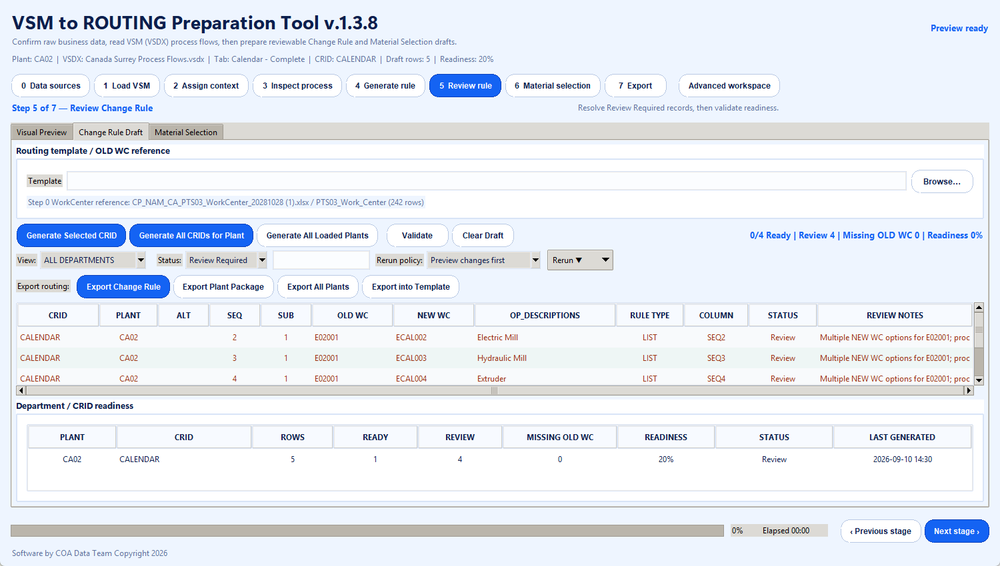 VSM to ROUTING Preparation Tool v.1.3.8
Preview ready
Confirm raw business data, read VSM (VSDX) process flows, then prepare reviewable Change Rule and Material Selection drafts.
Plant: CA02 | VSDX: Canada Surrey Process Flows.vsdx | Tab: Calendar - Complete | CRID: CALENDAR | Draft rows: 5 | Readiness: 20%
0 Data sources 1 Load VSM 2 Assign context 3 Inspect process 4 Generate rule 5 Review rule 6 Material selection 7 Export Advanced workspace
Step 5 of 7 — Review Change Rule Resolve Review Required records, then validate readiness.
Visual Preview Change Rule Draft Material Selection
Routing template / OLD WC reference
Template Browse...
Step 0 WorkCenter reference: CP_NAM_CA_PTS03_WorkCenter_20281028 (1).xlsx / PTS03_Work_Center (242 rows)
Generate Selected CRID Generate All CRIDs for Plant Generate All Loaded Plants Validate Clear Draft 0/4 Ready | Review 4 | Missing OLD WC 0 | Readiness 0%
View: ALL DEPARTMENTS Status: Review Required Rerun policy: Preview changes first Rerun ▼
Export routing: Export Change Rule Export Plant Package Export All Plants Export into Template
CRID PLANT ALT SEQ SUB OLD WC NEW WC OP_DESCRIPTIONS RULE TYPE COLUMN STATUS REVIEW NOTES
CALENDAR CA02 2 1 E02001 ECAL002 Electric Mill LIST SEQ2 Review Multiple NEW WC options for E02001; proc
CALENDAR CA02 3 1 E02001 ECAL003 Hydraulic Mill LIST SEQ3 Review Multiple NEW WC options for E02001; proc
CALENDAR CA02 4 1 E02001 ECAL004 Extruder LIST SEQ4 Review Multiple NEW WC options for E02001; proc
Department / CRID readiness
PLANT CRID ROWS READY REVIEW MISSING OLD WC READINESS STATUS LAST GENERATED
CA02 CALENDAR 5 1 4 0 20% Review 2026-09-10 14:30
0% Elapsed 00:00 ‹ Previous stage Next stage ›
Software by COA Data Team Copyright 2026